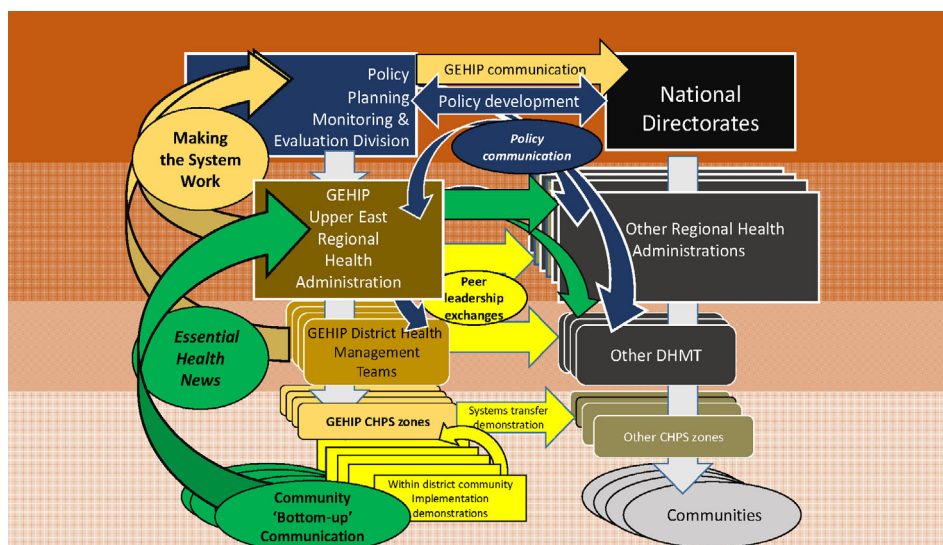 Policy
Planning
Monitoring &
Evaluation Division
GEHIP communication
Policy development
National
Directorates
Making
the System
Work
Policy
communication
GEHIP
Upper East
Regional
Health
Administration
Other Regional Health
Administrations
Peer
leadership
exchanges
Essential
Health
News
GEHIP District Health
Management
Teams
Other DHMT
GEHIP CHPS zones
Systems transfer
demonstration
Other CHPS zones
Within district community
Implementation
demonstrations
Community
‘Bottom-up’
Communication
Communities